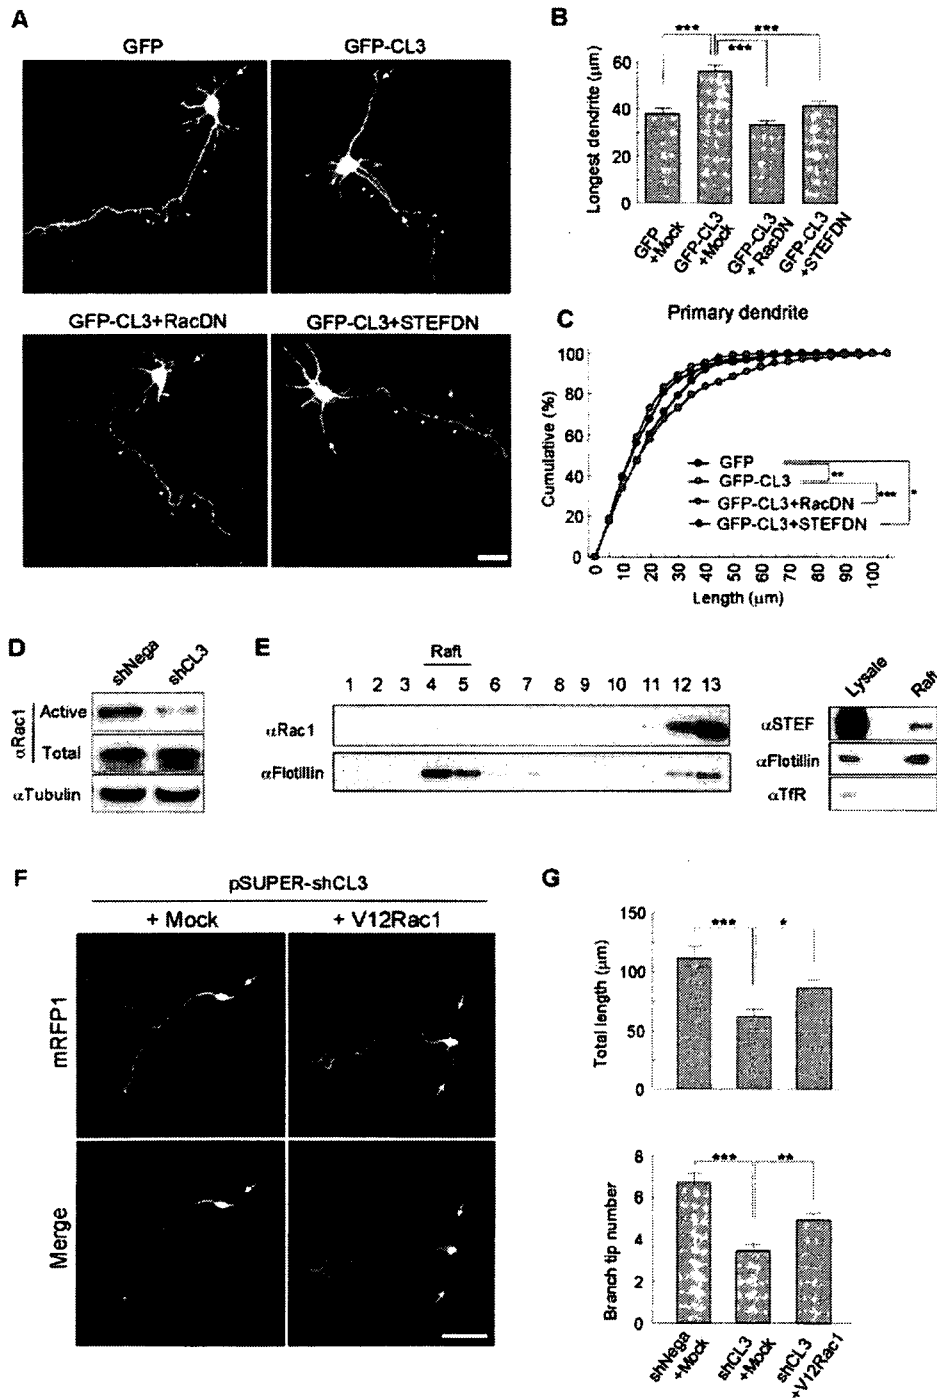 A
GFP
GFP-CL3
GFP-CL3+RacDN
GFP-CL3+STEFDN
B
*** *** ***
Longest dendrite (μm)
60
40
20
0
GFP +Mock
GFP-CL3 +Mock
GFP-CL3 +RacDN
GFP-CL3 +STEFDN
C
Primary dendrite
Cumulative (%)
100
80
60
40
20
0
GFP
GFP-CL3
GFP-CL3+RacDN
GFP-CL3+STEFDN
** *** *
0 10 20 30 40 50 60 70 80 90 100
Length (μm)
D
shNega shCL3
αRac1
Active
Total
αTubulin
E
Raft
1 2 3 4 5 6 7 8 9 10 11 12 13
αRac1
αFlotillin
Lysate Raft
αSTEF
αFlotillin
αTfR
F
pSUPER-shCL3
+ Mock
+ V12Rac1
mRFP1
Merge
G
Total length (μm)
150
100
50
0
*** *
Branch tip number
8
6
4
2
0
*** **
shNega +Mock
shCL3 +Mock
shCL3 +V12Rac1